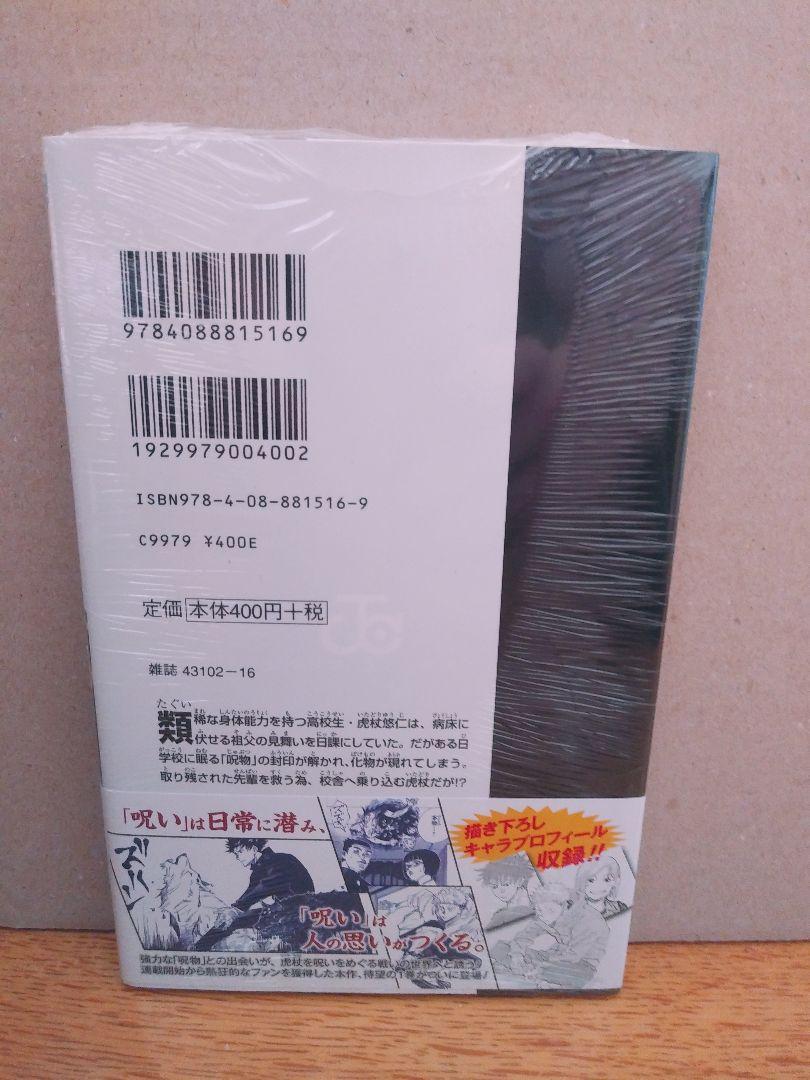 9784088815169
1929979004002
ISBN978-4-08-881516-9
C9979 ¥400E
定価 本体400円+税
JC
雑誌 43102-16
類稀な身体能力を持つ高校生・虎杖悠仁は、病床に
伏せる祖父の見舞いを日課にしていた。だがある日
学校に眠る「呪物」の封印が解かれ、化物が現れてしまう。
取り残された先輩を救う為、校舎へ乗り込む虎杖だが!?
「呪い」は日常に潜み、
描き下ろし
キャラプロフィール
収録!!
「呪い」は
人の思いがつくる。
強力な「呪物」との出会いが、虎杖を呪いをめぐる戦いの世界へと誘う
連載開始から熱狂的なファンを獲得した本作、待望の1巻がついに登場!